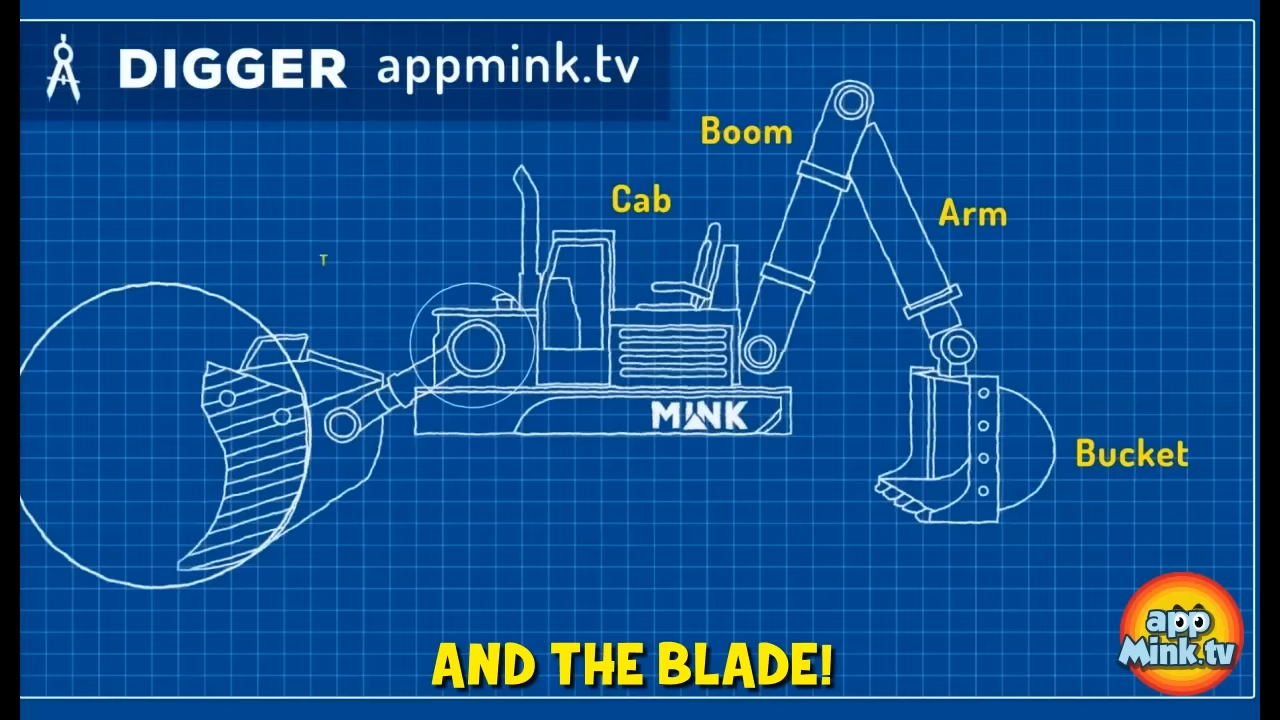 DIGGER appmink.tv
Boom
Cab
Arm
T
Bucket
MINK
AND THE BLADE!
app
Mink.tv